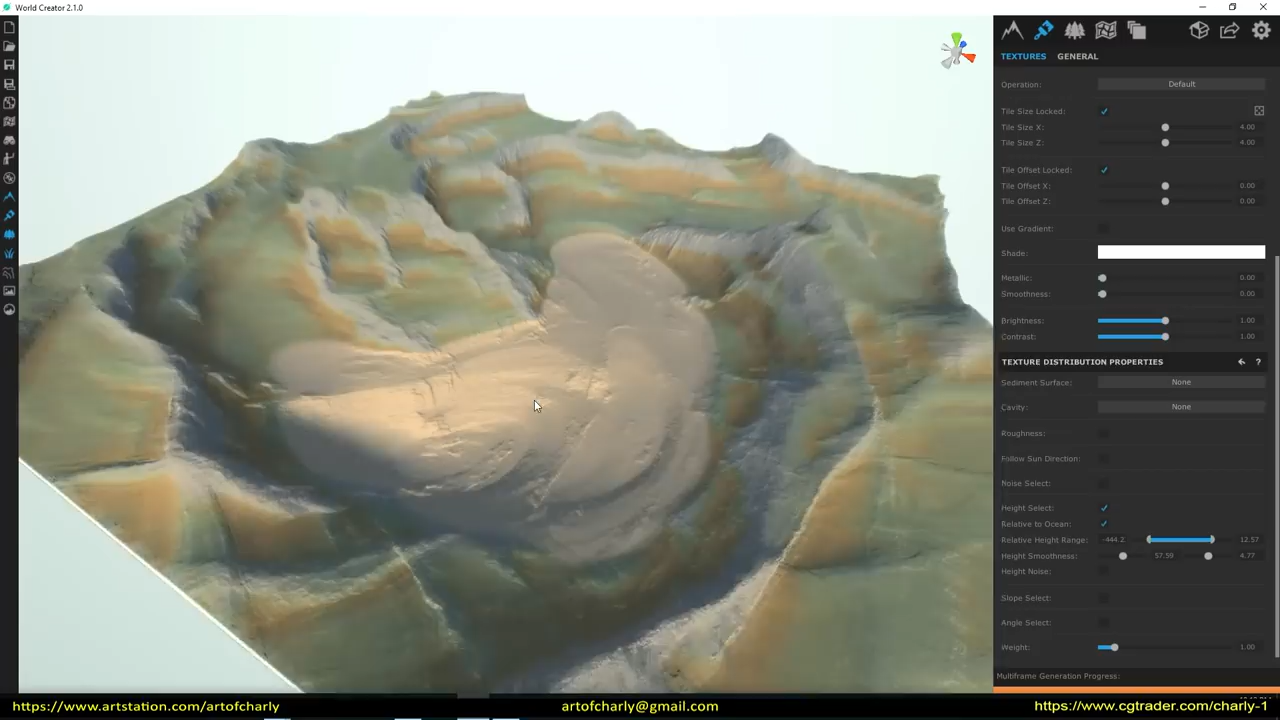 World Creator 2.1.0
TEXTURES GENERAL
Operation: Default
Tile Size Locked:
Tile Size X: 4.00
Tile Size Z: 4.00
Tile Offset Locked:
Tile Offset X: 0.00
Tile Offset Z: 0.00
Use Gradient:
Shade:
Metallic: 0.00
Smoothness: 0.00
Brightness: 1.00
Contrast: 1.00
TEXTURE DISTRIBUTION PROPERTIES ?
Sediment Surface: None
Cavity: None
Roughness:
Follow Sun Direction:
Noise Select:
Height Select:
Relative to Ocean:
Relative Height Range: -444.2 12.57
Height Smoothness: 57.59 4.77
Height Noise:
Slope Select:
Angle Select:
Weight: 1.00
Multiframe Generation Progress:
https://www.artstation.com/artofcharly artofcharly@gmail.com https://www.cgtrader.com/charly-1